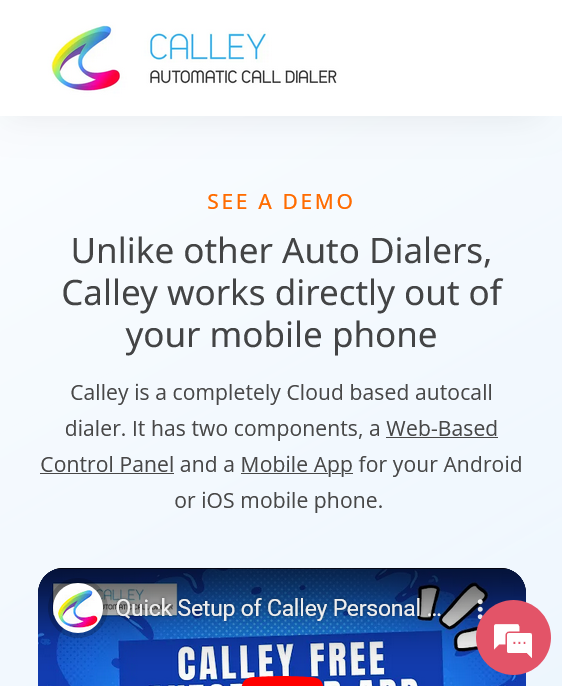 CALLEY
AUTOMATIC CALL DIALER
SEE A DEMO
Unlike other Auto Dialers,
Calley works directly out of
your mobile phone
Calley is a completely Cloud based autocall
dialer. It has two components, a Web-Based
Control Panel and a Mobile App for your Android
or iOS mobile phone.
Quick Setup of Calley Personal ...
CALLEY FREE